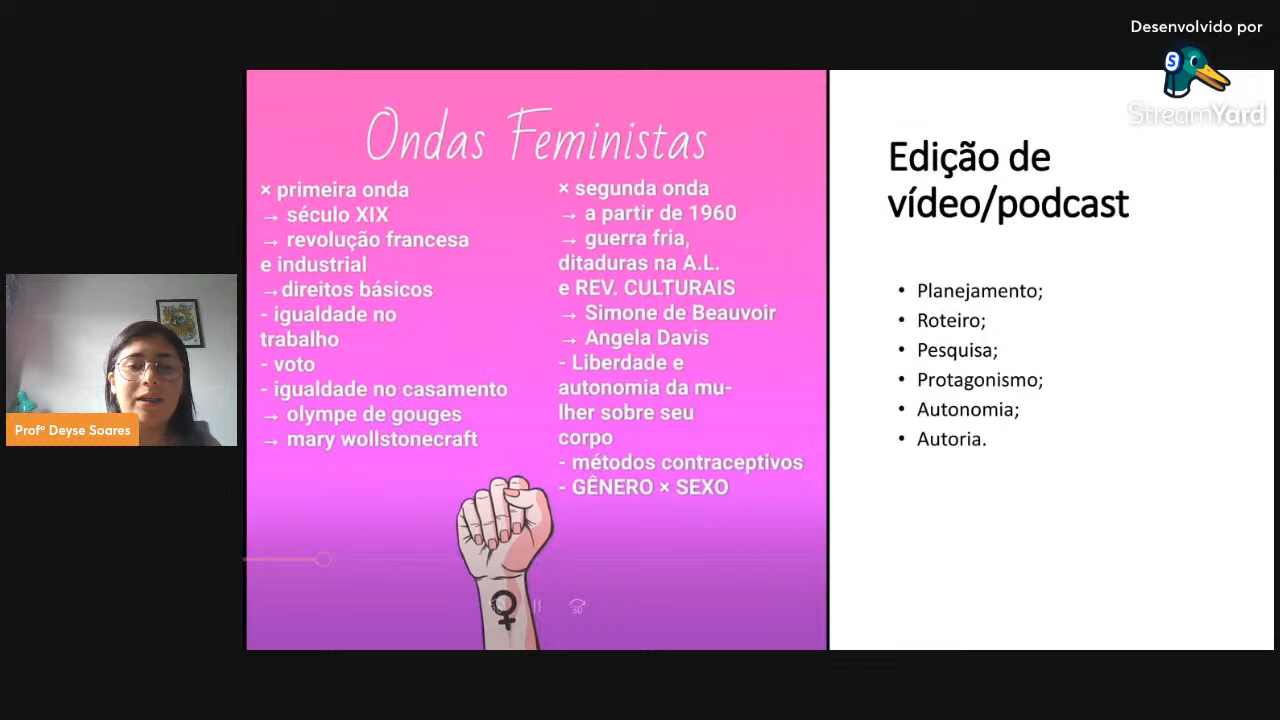 Desenvolvido por
StreamYard
Ondas Feministas
× primeira onda
→ século XIX
→ revolução francesa
e industrial
→direitos básicos
- igualdade no
trabalho
- voto
- igualdade no casamento
→ olympe de gouges
→ mary wollstonecraft
× segunda onda
→ a partir de 1960
→ guerra fria,
ditaduras na A.L.
e REV. CULTURAIS
→ Simone de Beauvoir
→ Angela Davis
- Liberdade e
autonomia da mu-
lher sobre seu
corpo
- métodos contraceptivos
- GÊNERO × SEXO
30
Edição de
vídeo/podcast
• Planejamento;
• Roteiro;
• Pesquisa;
• Protagonismo;
• Autonomia;
• Autoria.
Profª Deyse Soares